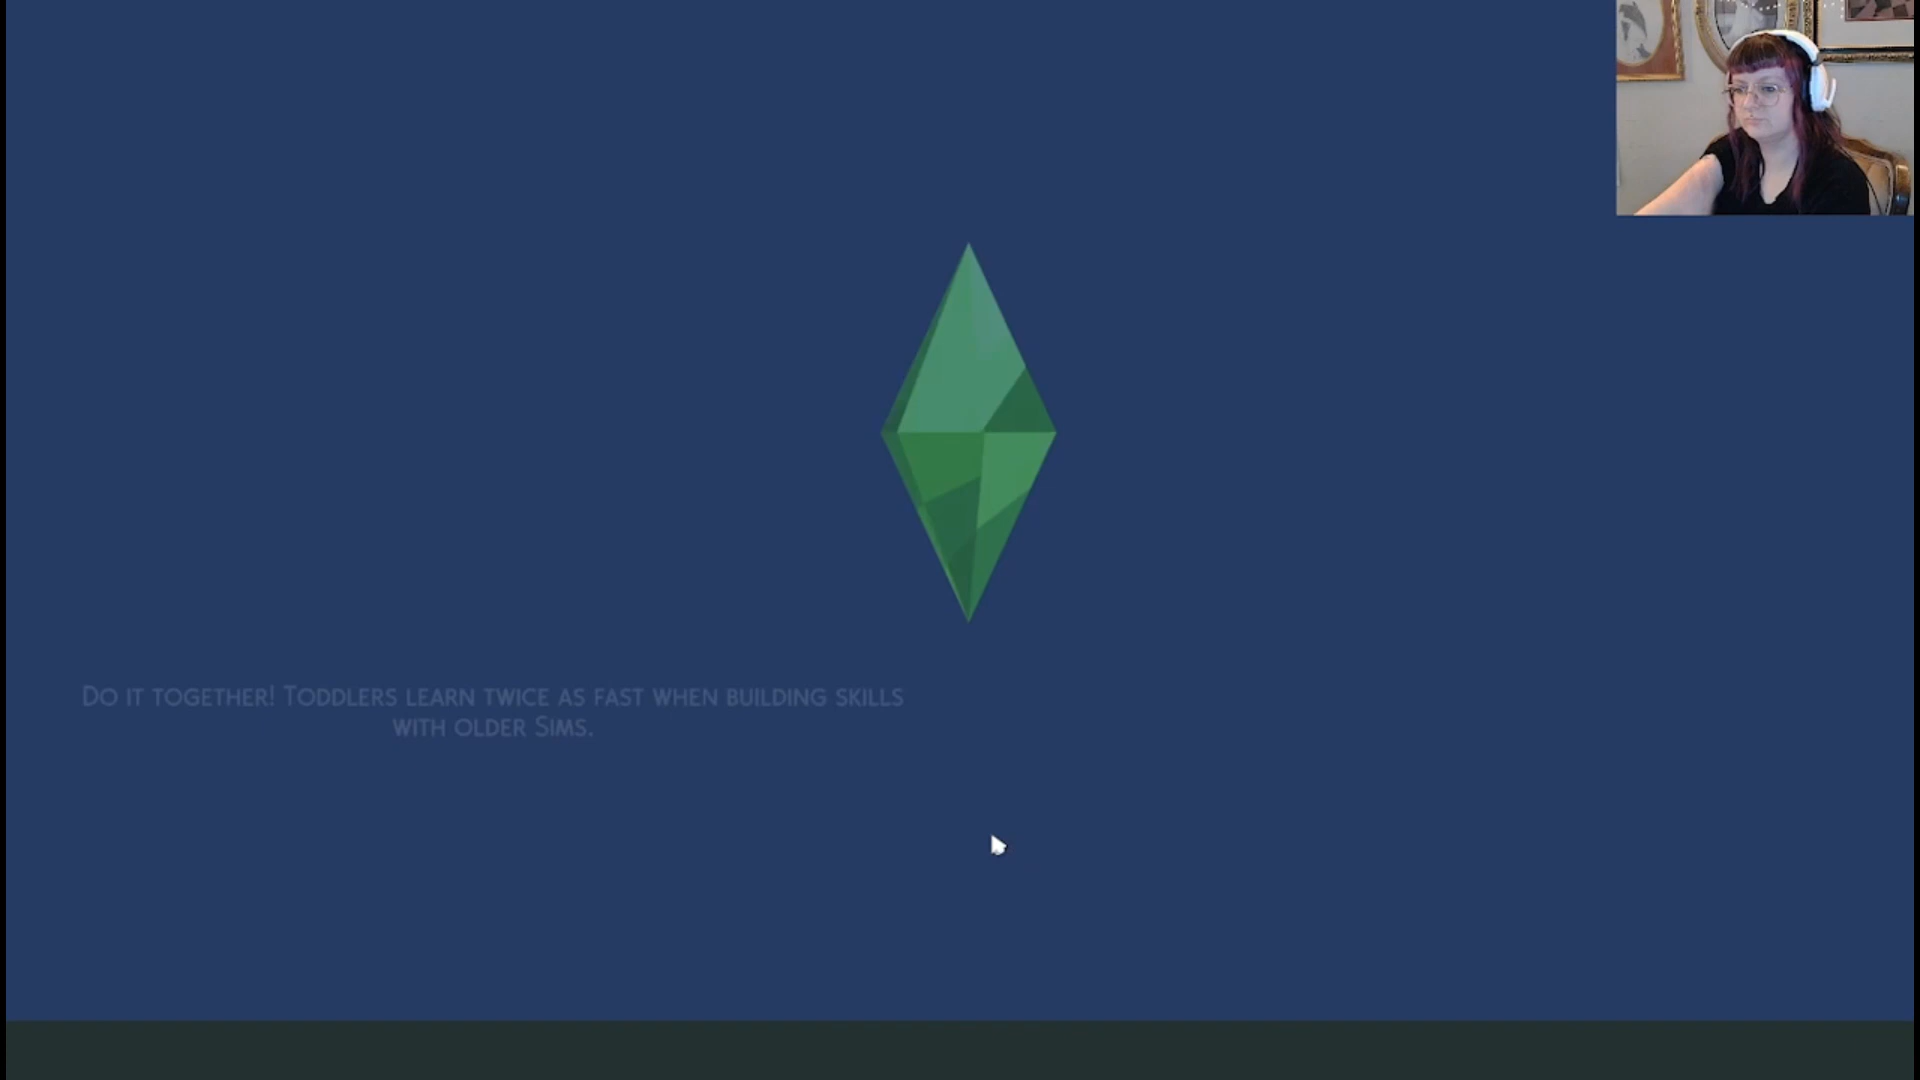 Do it together! Toddlers learn twice as fast when building skills
with older Sims.